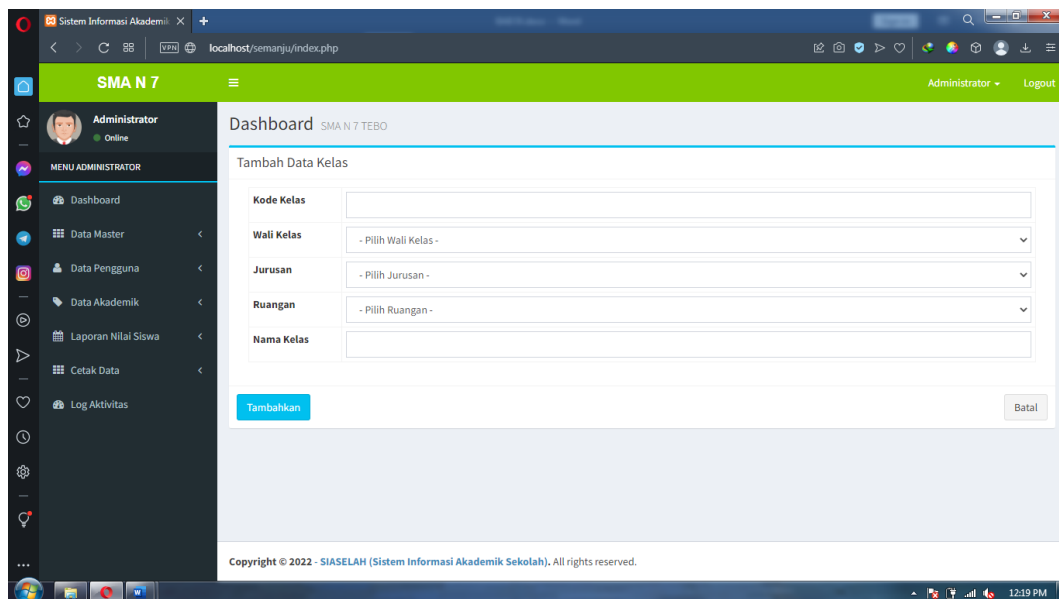 Sistem Informasi Akademik
VPN localhost/semanju/index.php
SMA N 7
Administrator
Logout
Administrator
Online
MENU ADMINISTRATOR
Dashboard
Data Master
Data Pengguna
Data Akademik
Laporan Nilai Siswa
Cetak Data
Log Aktivitas
Dashboard SMA N 7 TEBO
Tambah Data Kelas
Kode Kelas
Wali Kelas
- Pilih Wali Kelas -
Jurusan
- Pilih Jurusan -
Ruangan
- Pilih Ruangan -
Nama Kelas
Tambahkan
Batal
Copyright © 2022 - SIASELAH (Sistem Informasi Akademik Sekolah). All rights reserved.
12:19 PM